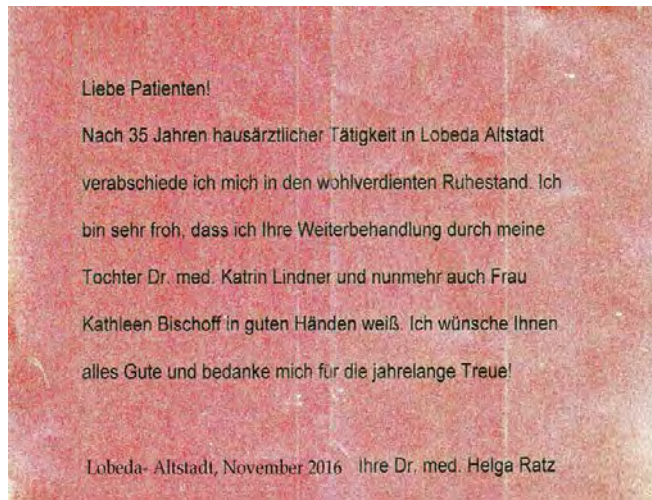 Liebe Patienten!
Nach 35 Jahren hausärztlicher Tätigkeit in Lobeda Altstadt
verabschiede ich mich in den wohlverdienten Ruhestand. Ich
bin sehr froh, dass ich Ihre Weiterbehandlung durch meine
Tochter Dr. med. Katrin Lindner und nunmehr auch Frau
Kathleen Bischoff in guten Händen weiß. Ich wünsche Ihnen
alles Gute und bedanke mich für die jahrelange Treue!
Lobeda- Altstadt, November 2016 Ihre Dr. med. Helga Ratz